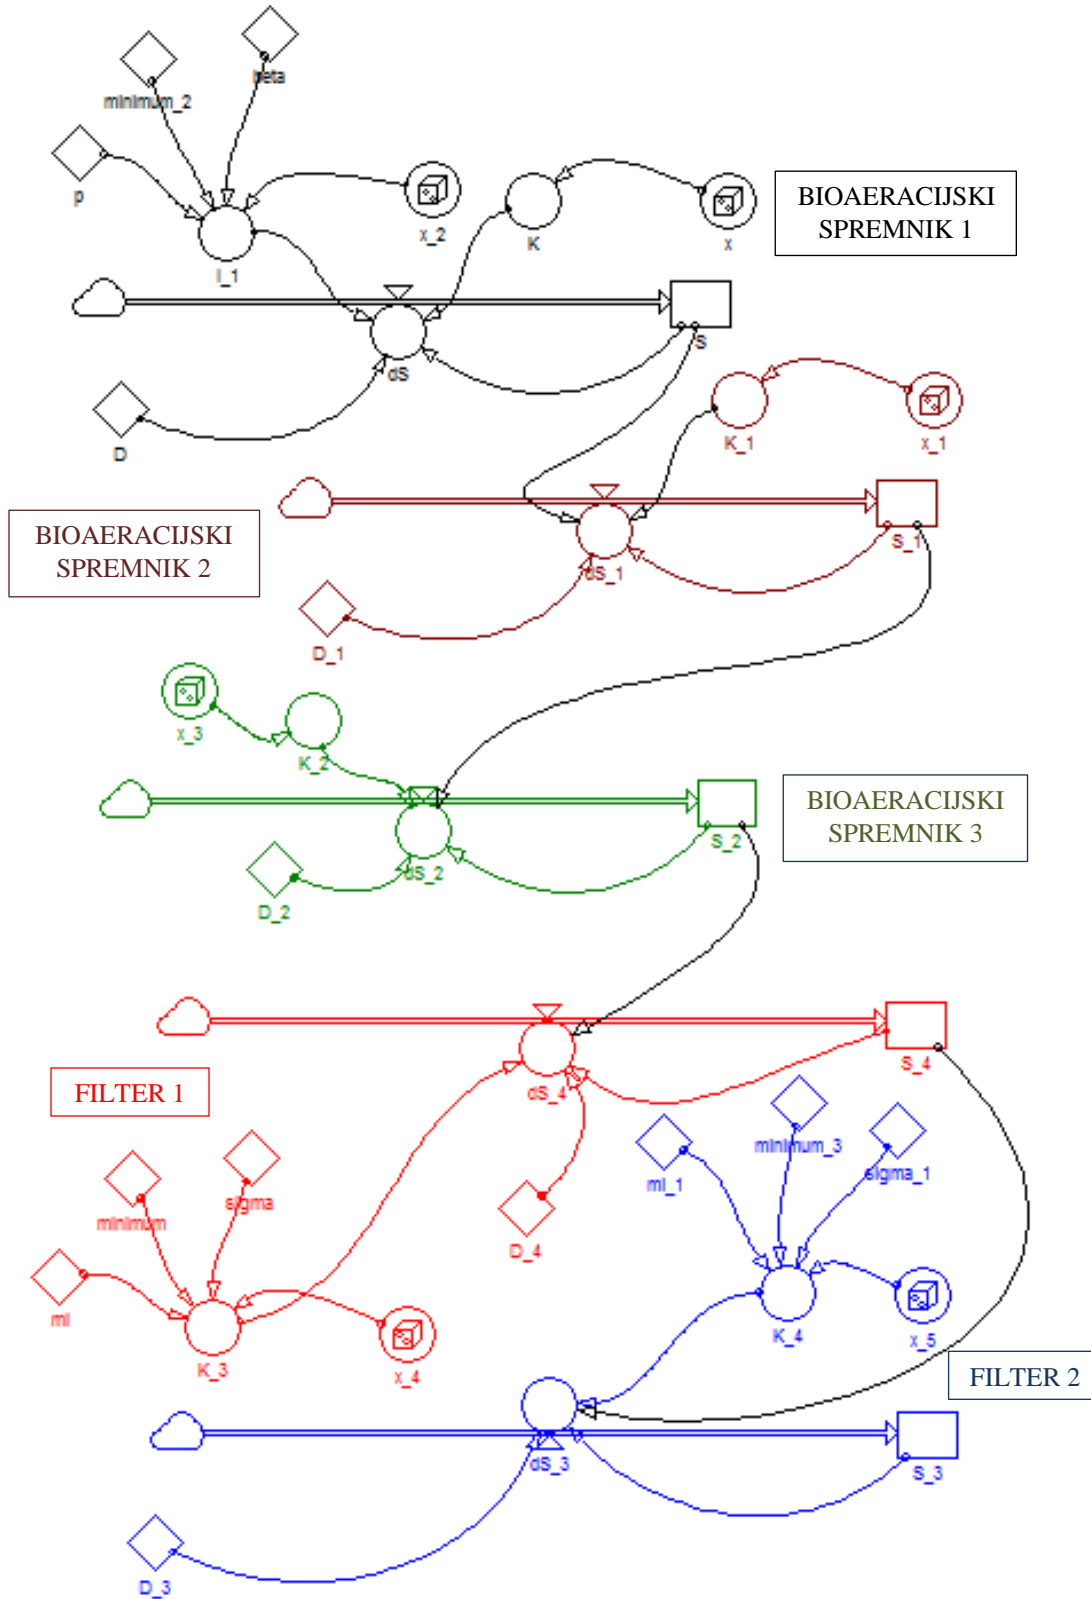 beta
minimum_2
p
I_1
x_2
K
x
BIOAERACIJSKI
SPREMNIK 1
S
dS
D
K_1
x_1
BIOAERACIJSKI
SPREMNIK 2
S_1
dS_1
D_1
x_3
K_2
BIOAERACIJSKI
SPREMNIK 3
S_2
dS_2
D_2
S_4
dS_4
FILTER 1
minimum
sigma
mi
D_4
mi_1
minimum_3
sigma_1
K_3
x_4
K_4
x_5
FILTER 2
dS_3
S_3
D_3